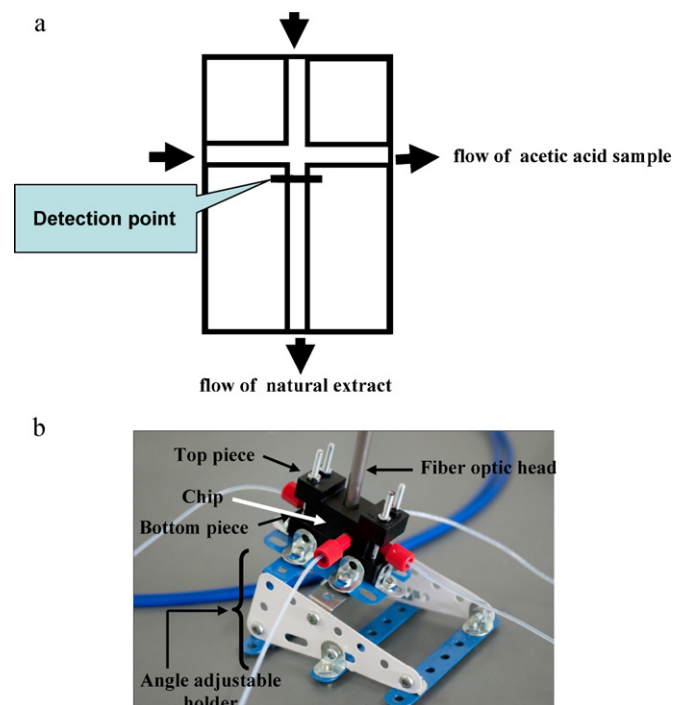 a
flow of acetic acid sample
Detection point
flow of natural extract
b
Top piece
Fiber optic head
Chip
Bottom piece
Angle adjustable
holder